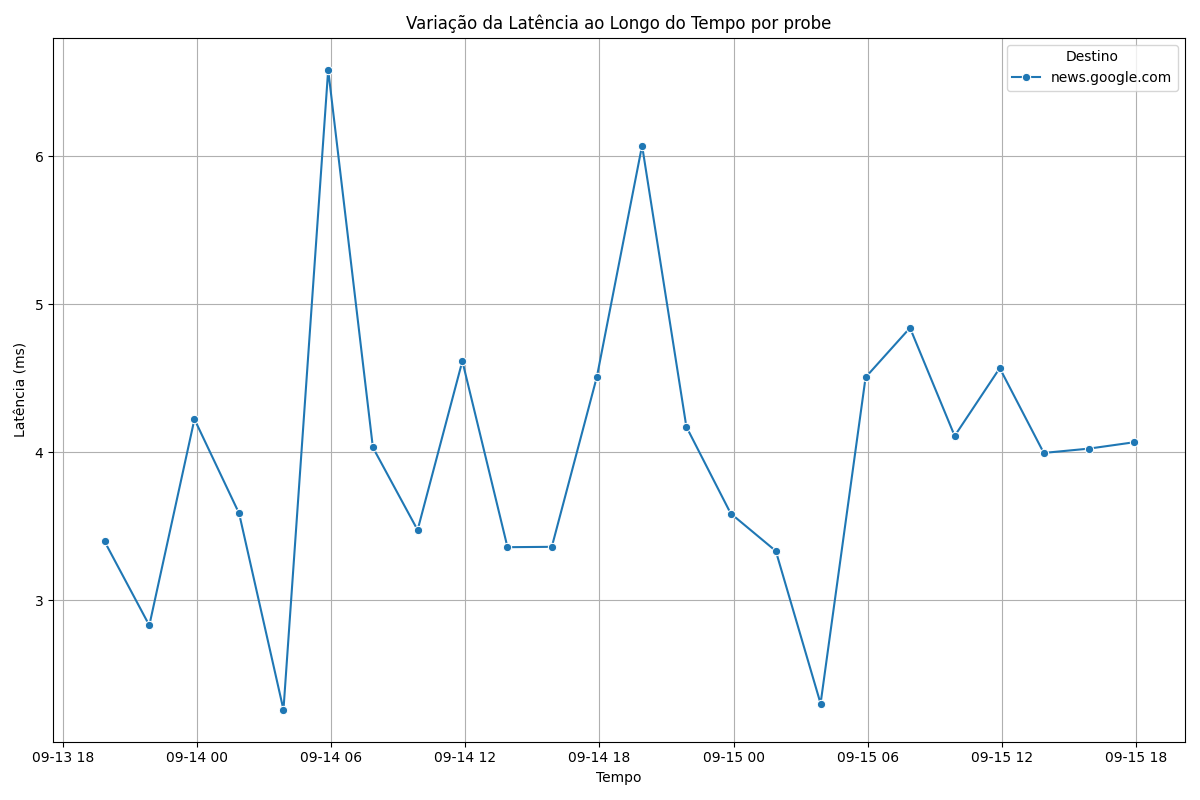 Variação da Latência ao Longo do Tempo por probe
Destino
news.google.com
Latência (ms)
6
5
4
3
09-13 18
09-14 00
09-14 06
09-14 12
09-14 18
09-15 00
09-15 06
09-15 12
09-15 18
Tempo